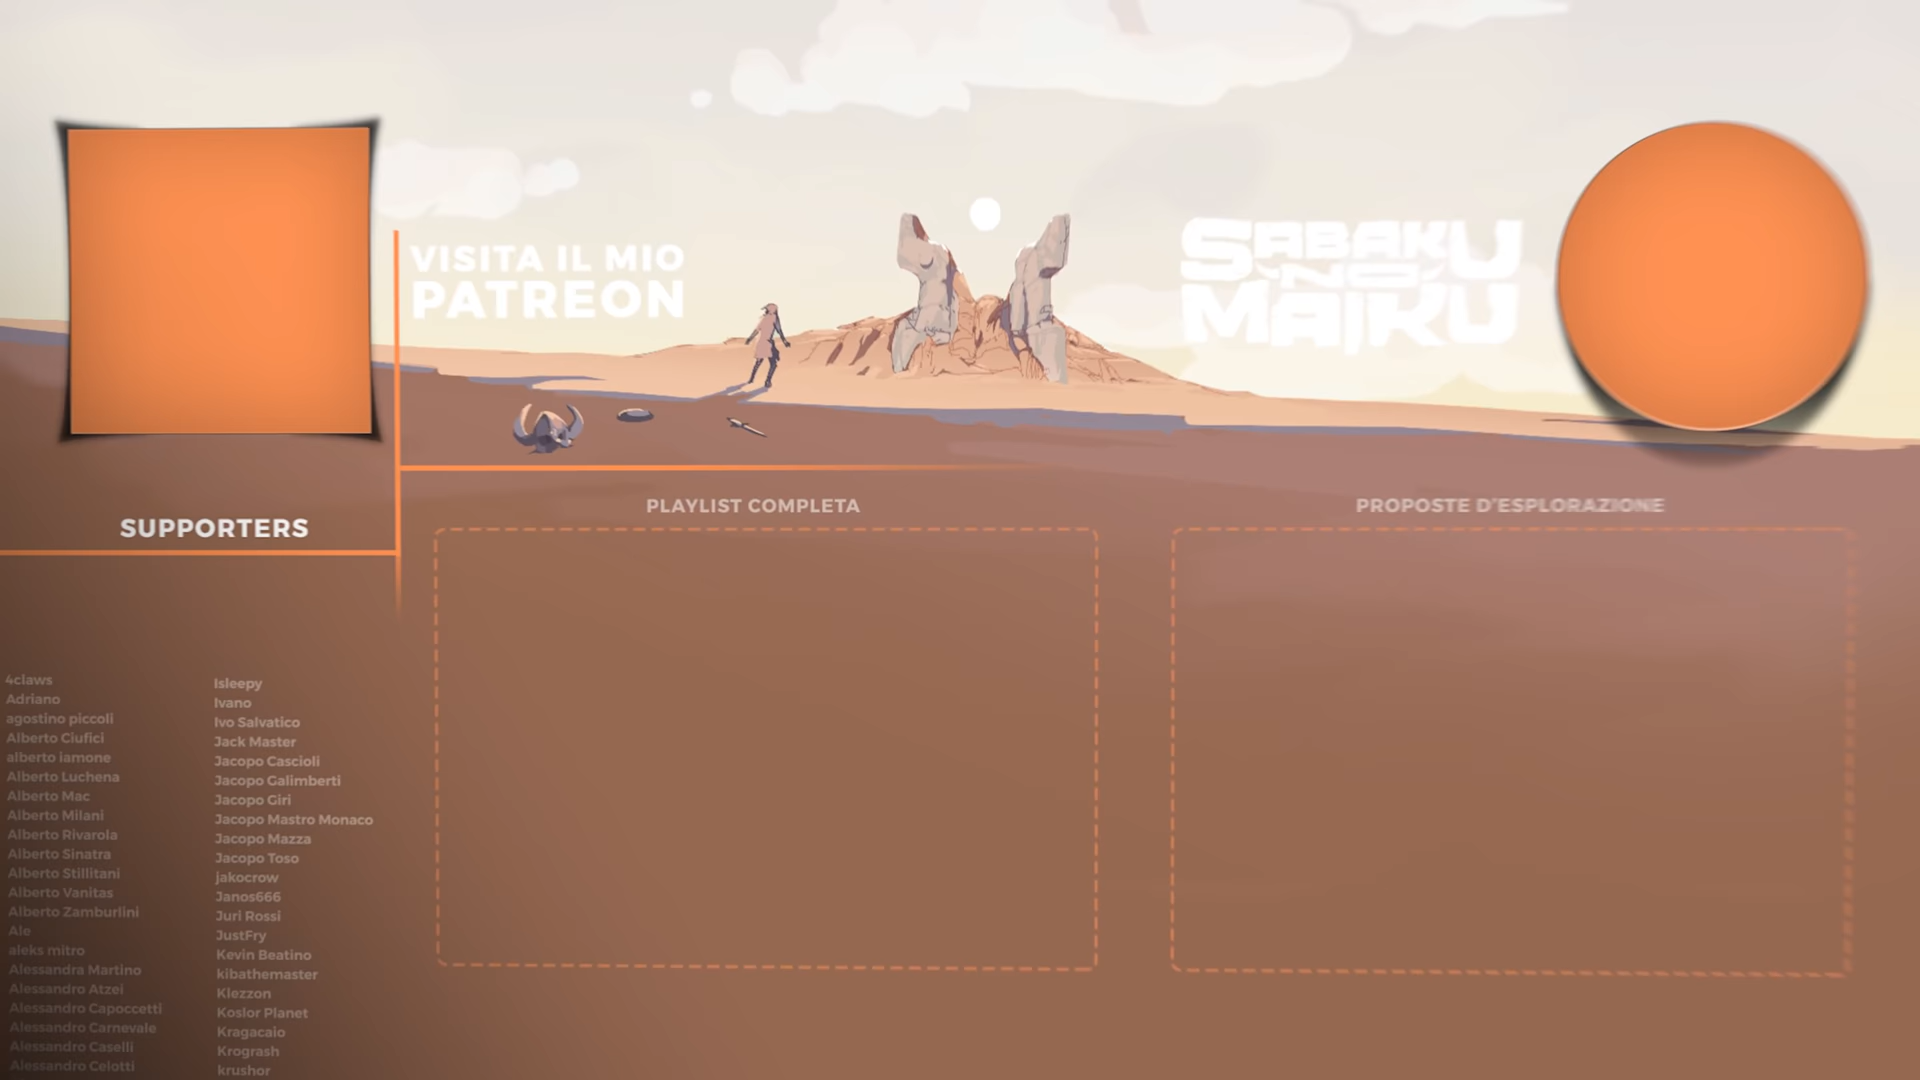 VISITA IL MIO
PATREON
SABAKU
NO
MAIKU
SUPPORTERS
PLAYLIST COMPLETA
PROPOSTE D'ESPLORAZIONE
4claws
Adriano
agostino piccoli
Alberto Ciufici
alberto iamone
Alberto Luchena
Alberto Mac
Alberto Milani
Alberto Rivarola
Alberto Sinatra
Alberto Stillitani
Alberto Vanitas
Alberto Zamburlini
Ale
aleks mitro
Alessandra Martino
Alessandro Atzei
Alessandro Capoccetti
Alessandro Carnevale
Alessandro Caselli
Alessandro Celotti
Isleepy
Ivano
Ivo Salvatico
Jack Master
Jacopo Cascioli
Jacopo Galimberti
Jacopo Giri
Jacopo Mastro Monaco
Jacopo Mazza
Jacopo Toso
jakocrow
Janos666
Juri Rossi
JustFry
Kevin Beatino
kibathemaster
Klezzon
Koslor Planet
Kragacaio
Krogrash
krushor